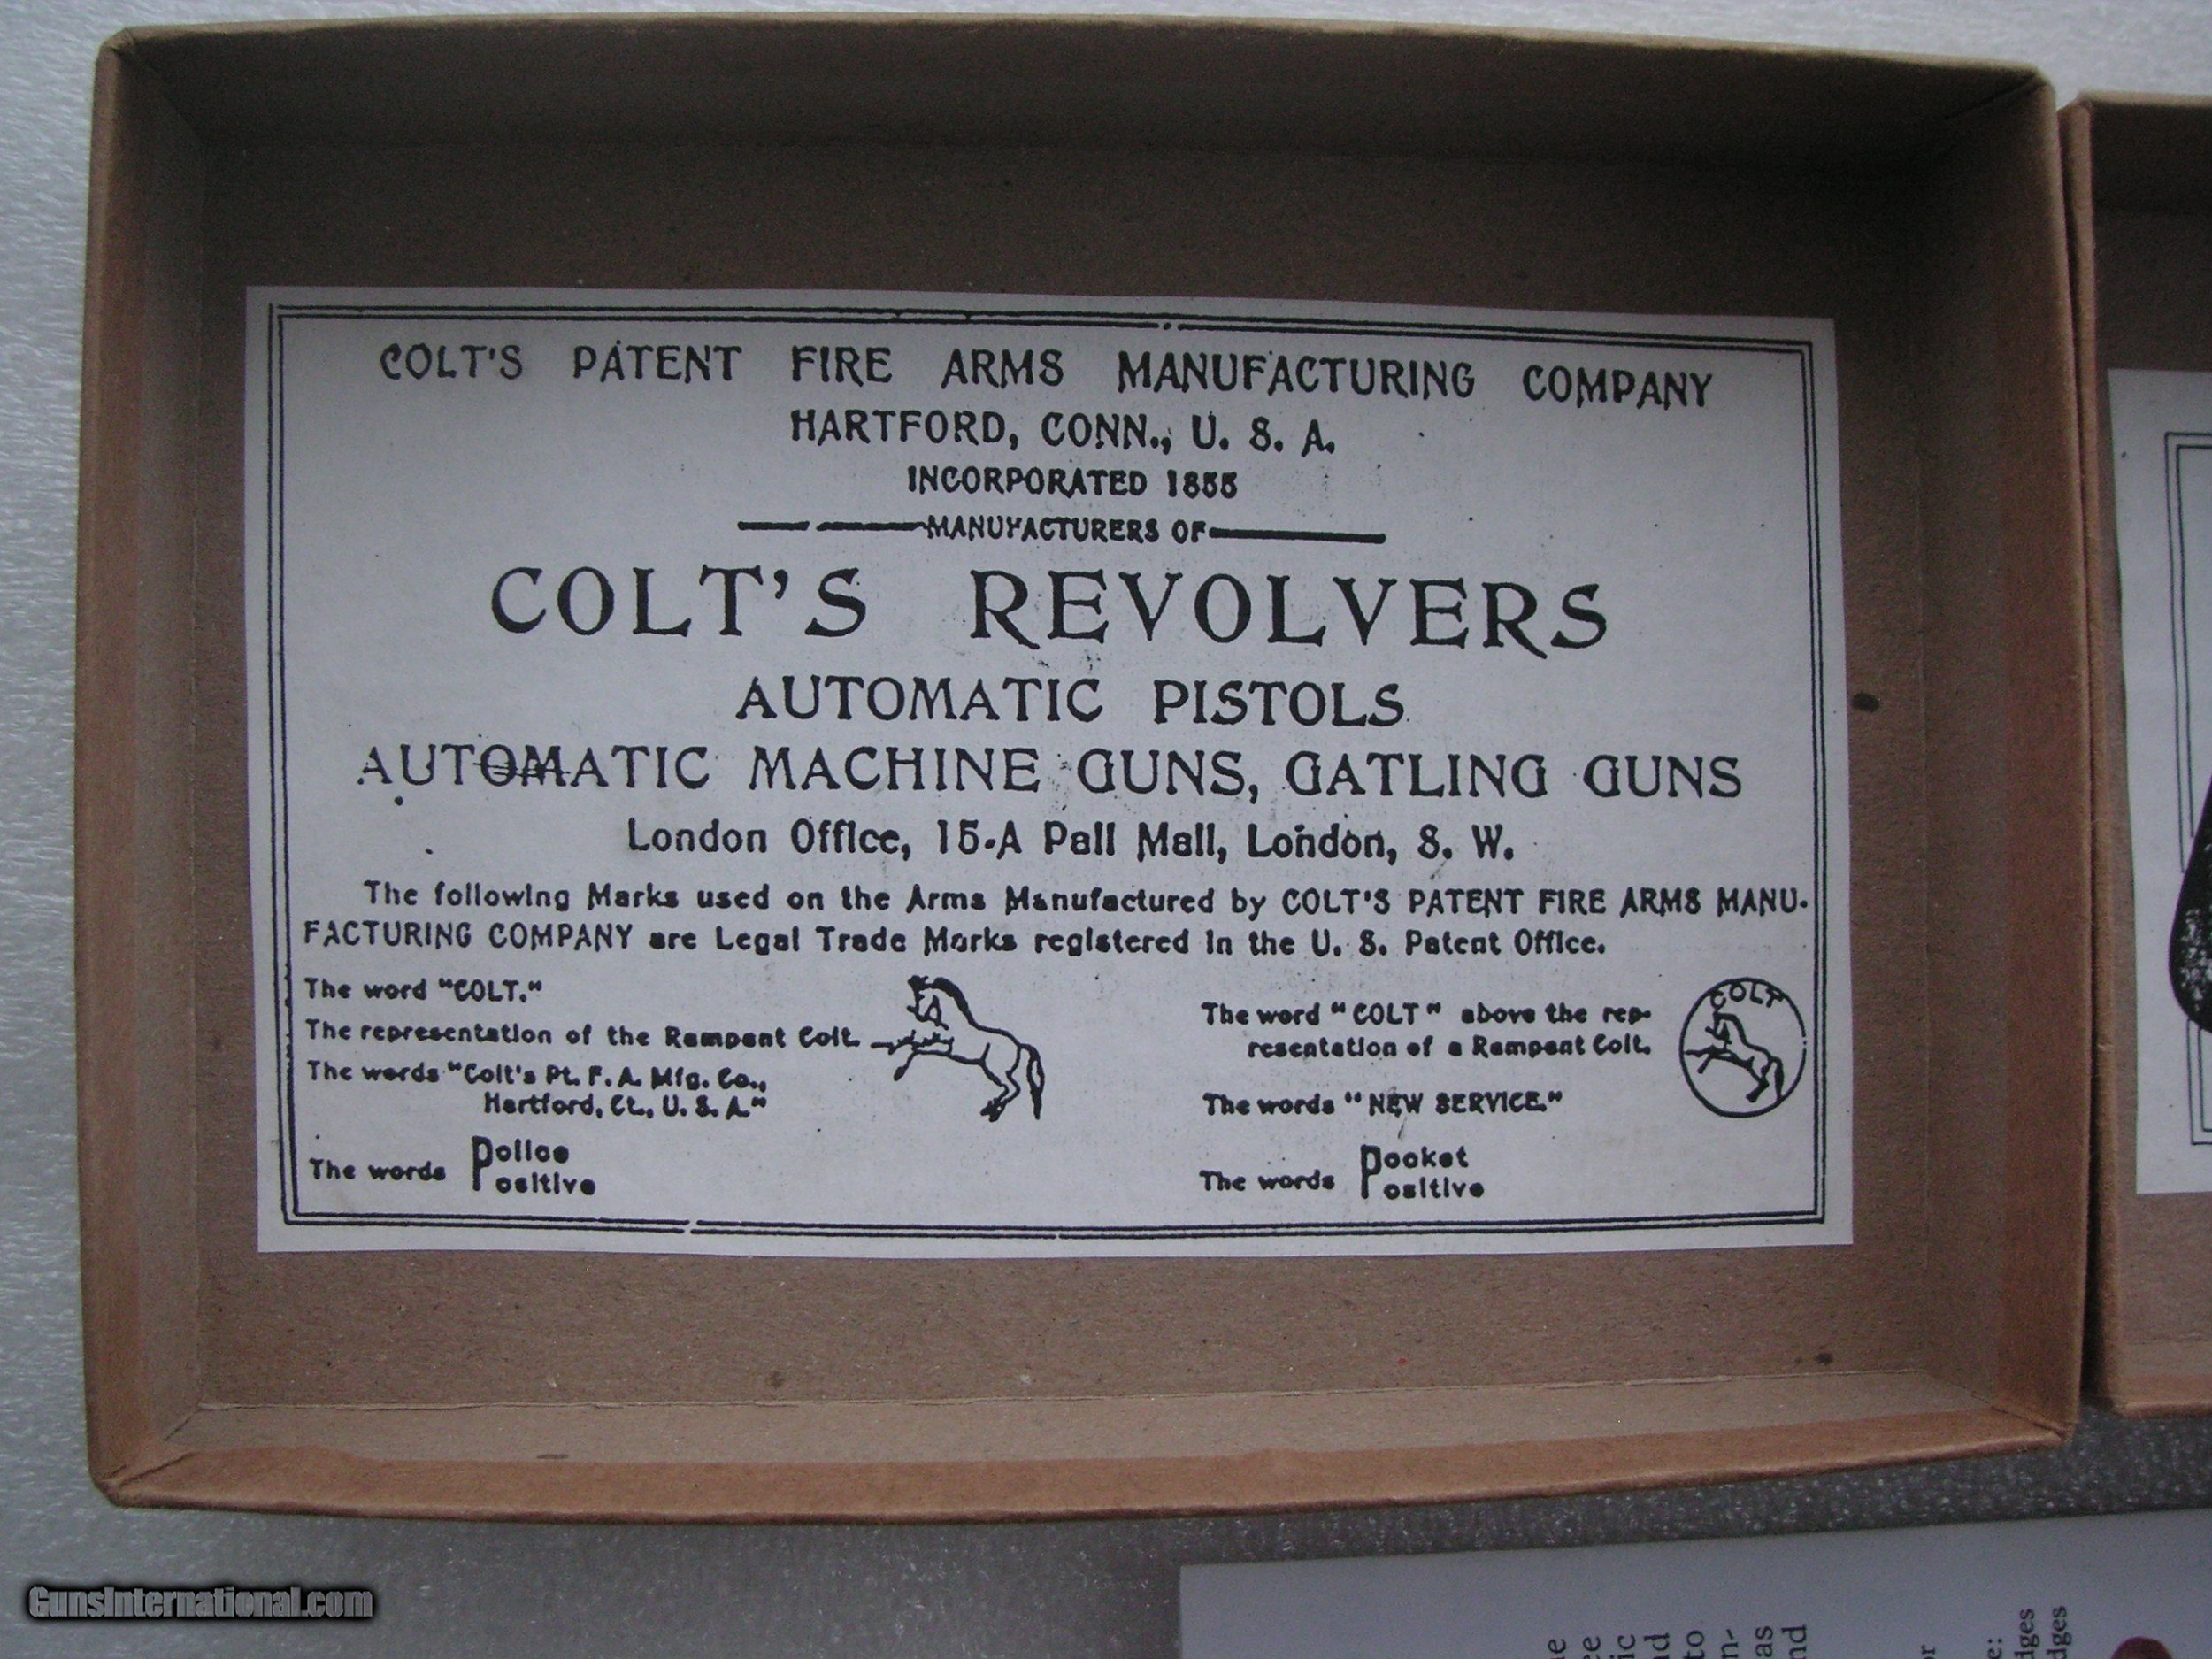 COLT'S PATENT FIRE ARMS MANUFACTURING COMPANY
HARTFORD, CONN., U. S. A.
INCORPORATED 1855
MANUFACTURERS OF
COLT'S REVOLVERS
AUTOMATIC PISTOLS
AUTOMATIC MACHINE GUNS, GATLING GUNS
London Office, 15-A Pall Mall, London, S. W.
The following Marks used on the Arms Manufactured by COLT'S PATENT FIRE ARMS MANU-
FACTURING COMPANY are Legal Trade Marks registered in the U. S. Patent Office.
The word "COLT."
The representation of the Rampant Colt.
The words "Colt's Pt. F. A. Mfg. Co.,
Hartford, Ct., U. S. A."
The words Police
Positive
The word "COLT" above the rep-
resentation of a Rampant Colt.
COLT
The words "NEW SERVICE."
The words Pocket
Positive
GunsInternational.com
to
as